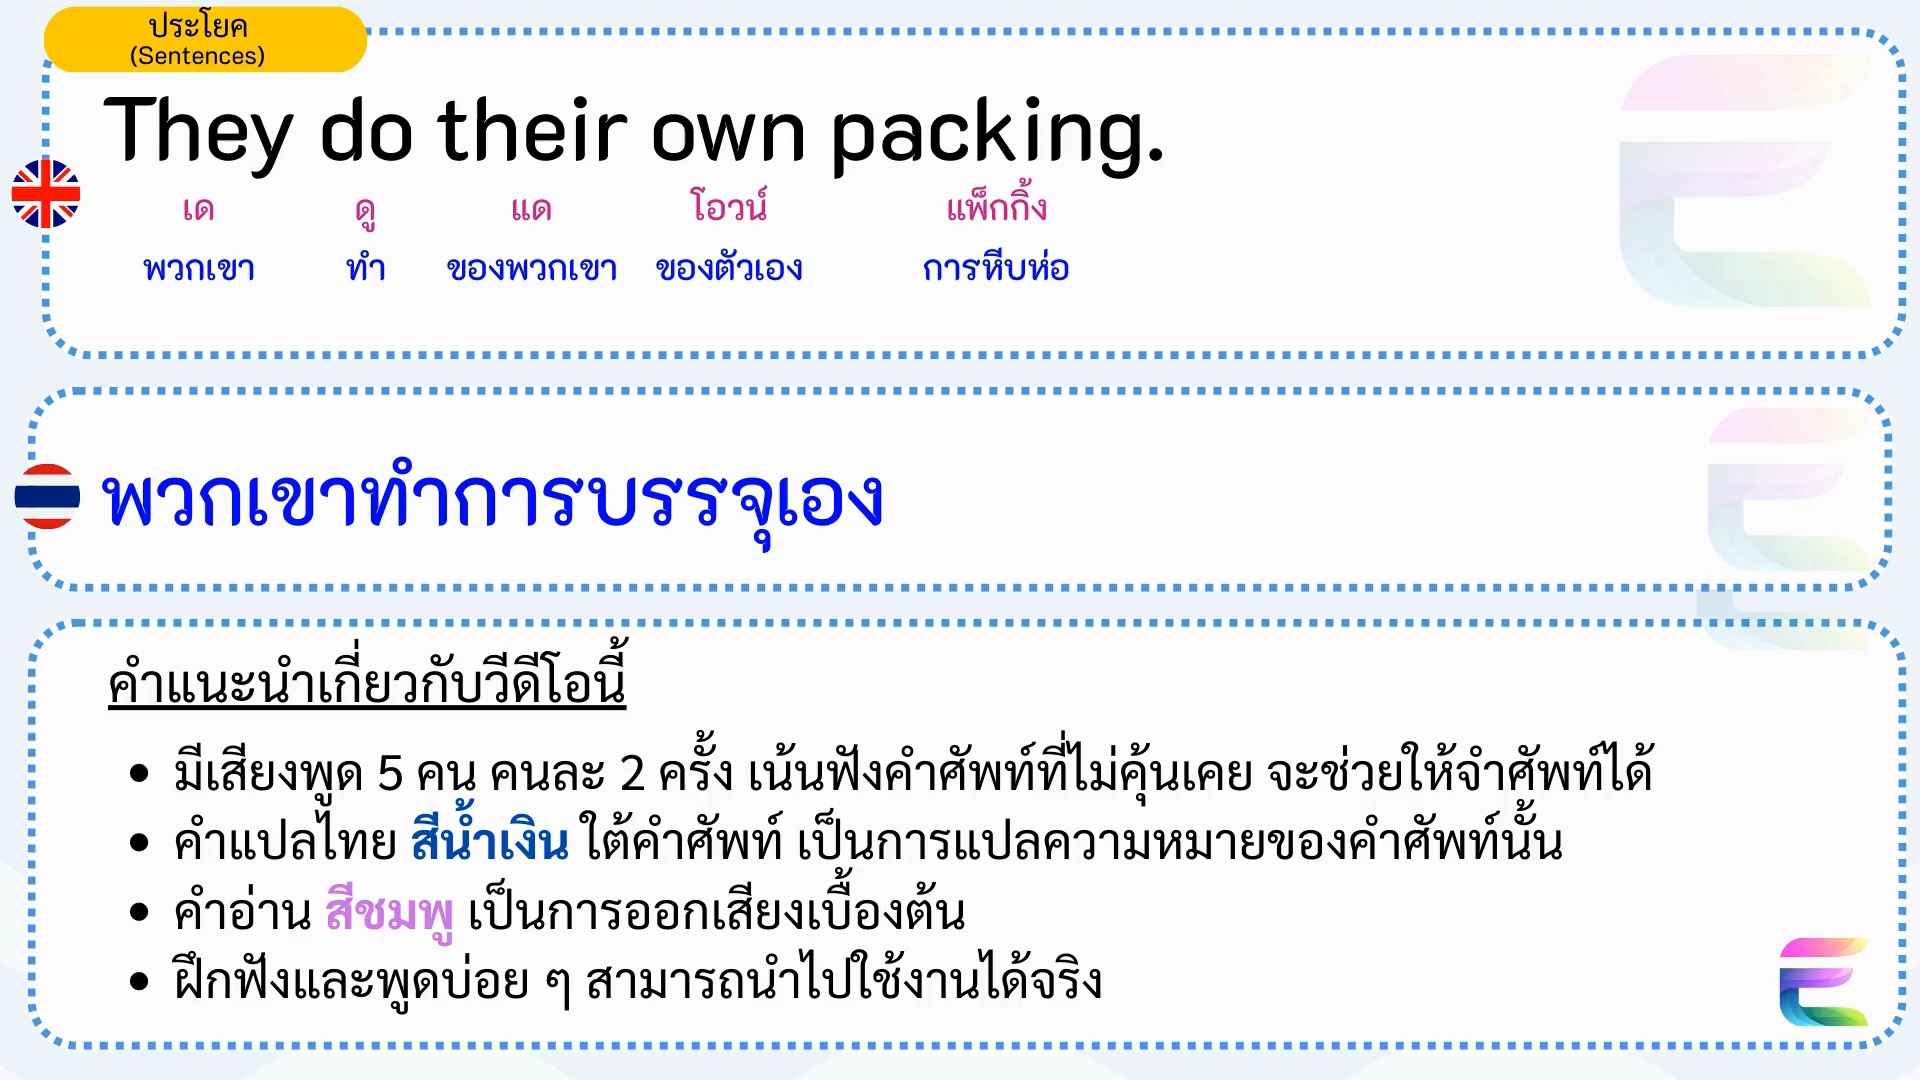 ประโยค
(Sentences)
They do their own packing.
เด ดู แด โอวน์ แพ็กกิ้ง
พวกเขา ทำ ของพวกเขา ของตัวเอง การหีบห่อ
พวกเขาทำการบรรจุเอง
คำแนะนำเกี่ยวกับวีดีโอนี้
• มีเสียงพูด 5 คน คนละ 2 ครั้ง เน้นฟังคำศัพท์ที่ไม่คุ้นเคย จะช่วยให้จำศัพท์ได้
• คำแปลไทย สีน้ำเงิน ใต้คำศัพท์ เป็นการแปลความหมายของคำศัพท์นั้น
• คำอ่าน สีชมพู เป็นการออกเสียงเบื้องต้น
• ฝึกฟังและพูดบ่อย ๆ สามารถนำไปใช้งานได้จริง